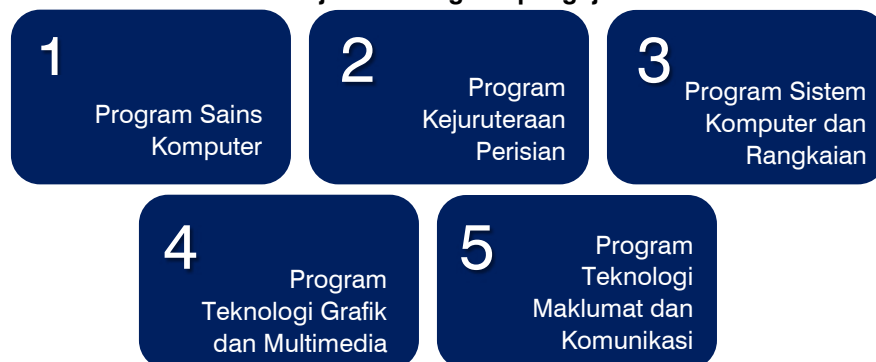 1
Program Sains
Komputer
2
Program
Kejuruteraan
Perisian
3
Program Sistem
Komputer dan
Rangkaian
4
Program
Teknologi Grafik
dan Multimedia
5
Program
Teknologi
Maklumat dan
Komunikasi